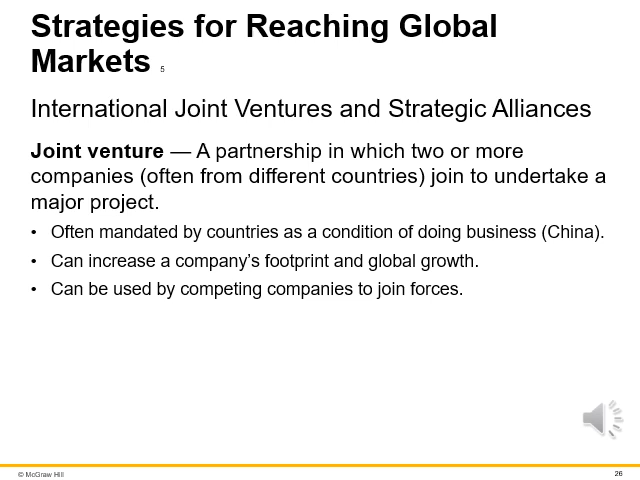 Strategies for Reaching Global
Markets 5
International Joint Ventures and Strategic Alliances
Joint venture — A partnership in which two or more
companies (often from different countries) join to undertake a
major project.
• Often mandated by countries as a condition of doing business (China).
• Can increase a company’s footprint and global growth.
• Can be used by competing companies to join forces.
© McGraw Hill
26